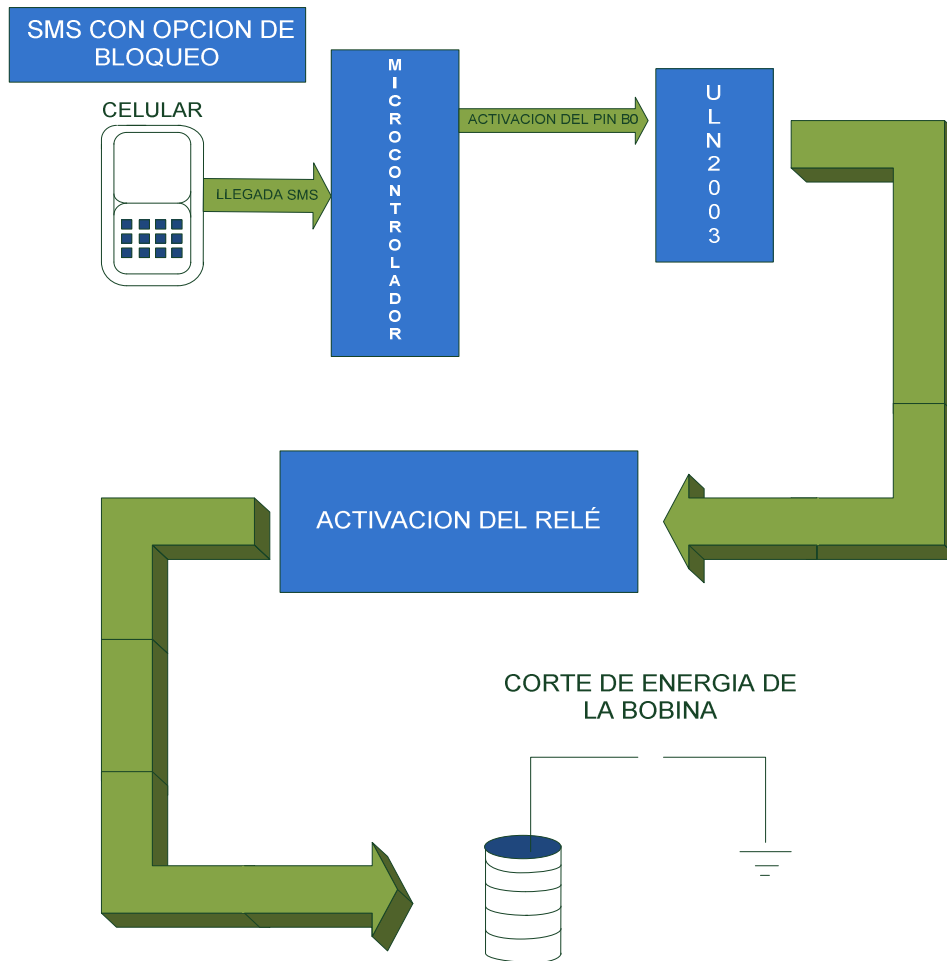 SMS CON OPCION DE
BLOQUEO
CELULAR
LLEGADA SMS
MICROCONTROLADOR
ACTIVACION DEL PIN B0
ULN2003
ACTIVACION DEL RELÉ
CORTE DE ENERGIA DE
LA BOBINA